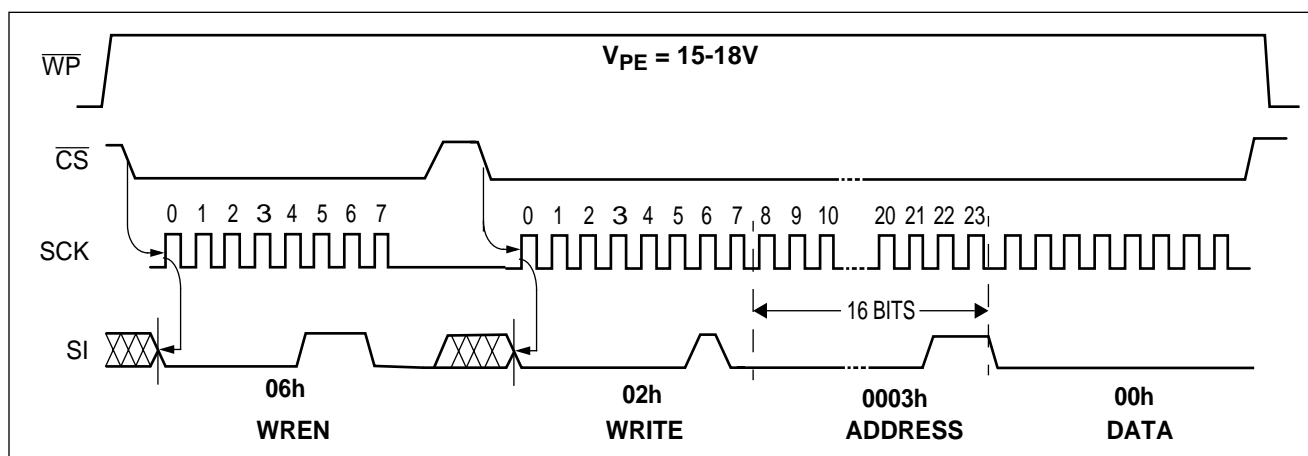 WP
V_PE = 15-18V
CS
0 1 2 3 4 5 6 7 0 1 2 3 4 5 6 7 8 9 10 20 21 22 23
SCK
16 BITS
SI
06h 02h 0003h 00h
WREN WRITE ADDRESS DATA